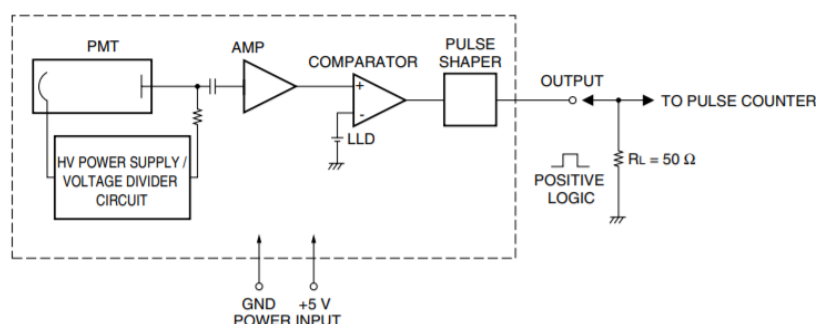 PMT
AMP
COMPARATOR
PULSE
SHAPER
OUTPUT
+
-
LLD
TO PULSE COUNTER
HV POWER SUPPLY /
VOLTAGE DIVIDER
CIRCUIT
POSITIVE
LOGIC
RL = 50 Ω
GND +5 V
POWER INPUT